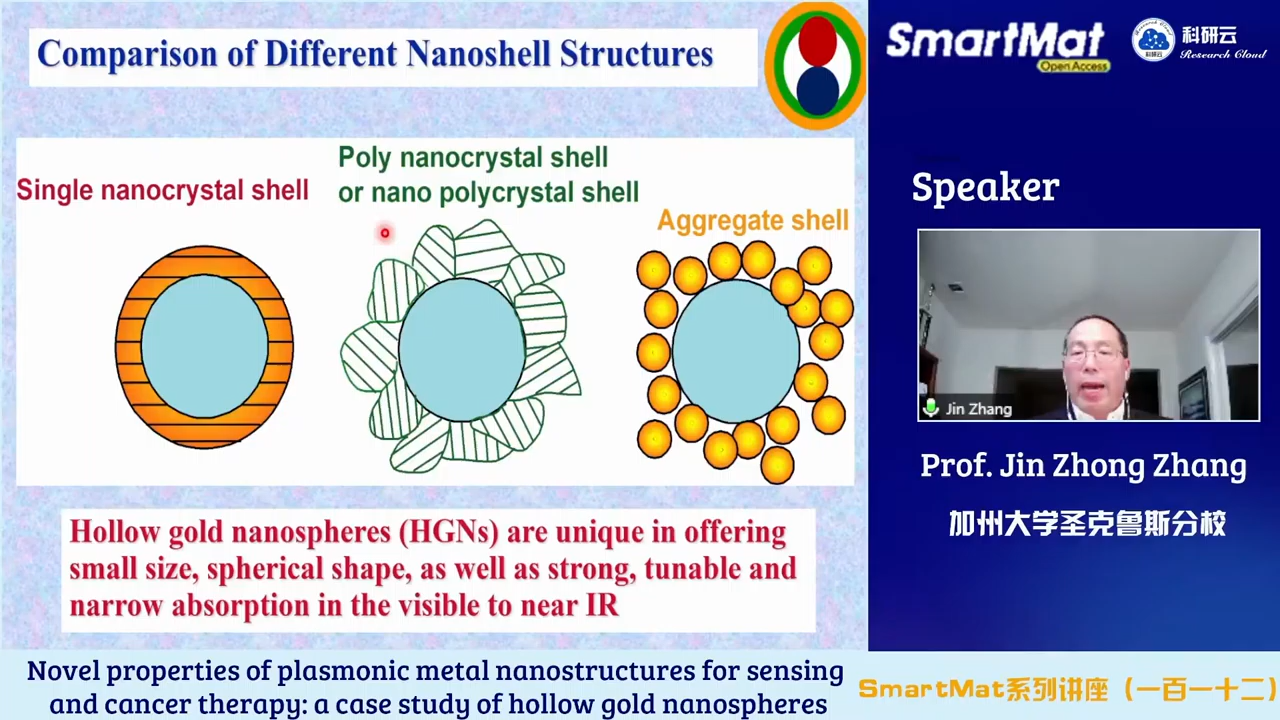 Comparison of Different Nanoshell Structures
Single nanocrystal shell
Poly nanocrystal shell
or nano polycrystal shell
Aggregate shell
Hollow gold nanospheres (HGNs) are unique in offering
small size, spherical shape, as well as strong, tunable and
narrow absorption in the visible to near IR
SmartMat
Open Access
科研云
科研云
Research Cloud
Speaker
Jin Zhang
Prof. Jin Zhong Zhang
加州大学圣克鲁斯分校
Novel properties of plasmonic metal nanostructures for sensing
and cancer therapy: a case study of hollow gold nanospheres
SmartMat系列讲座（一百一十二）